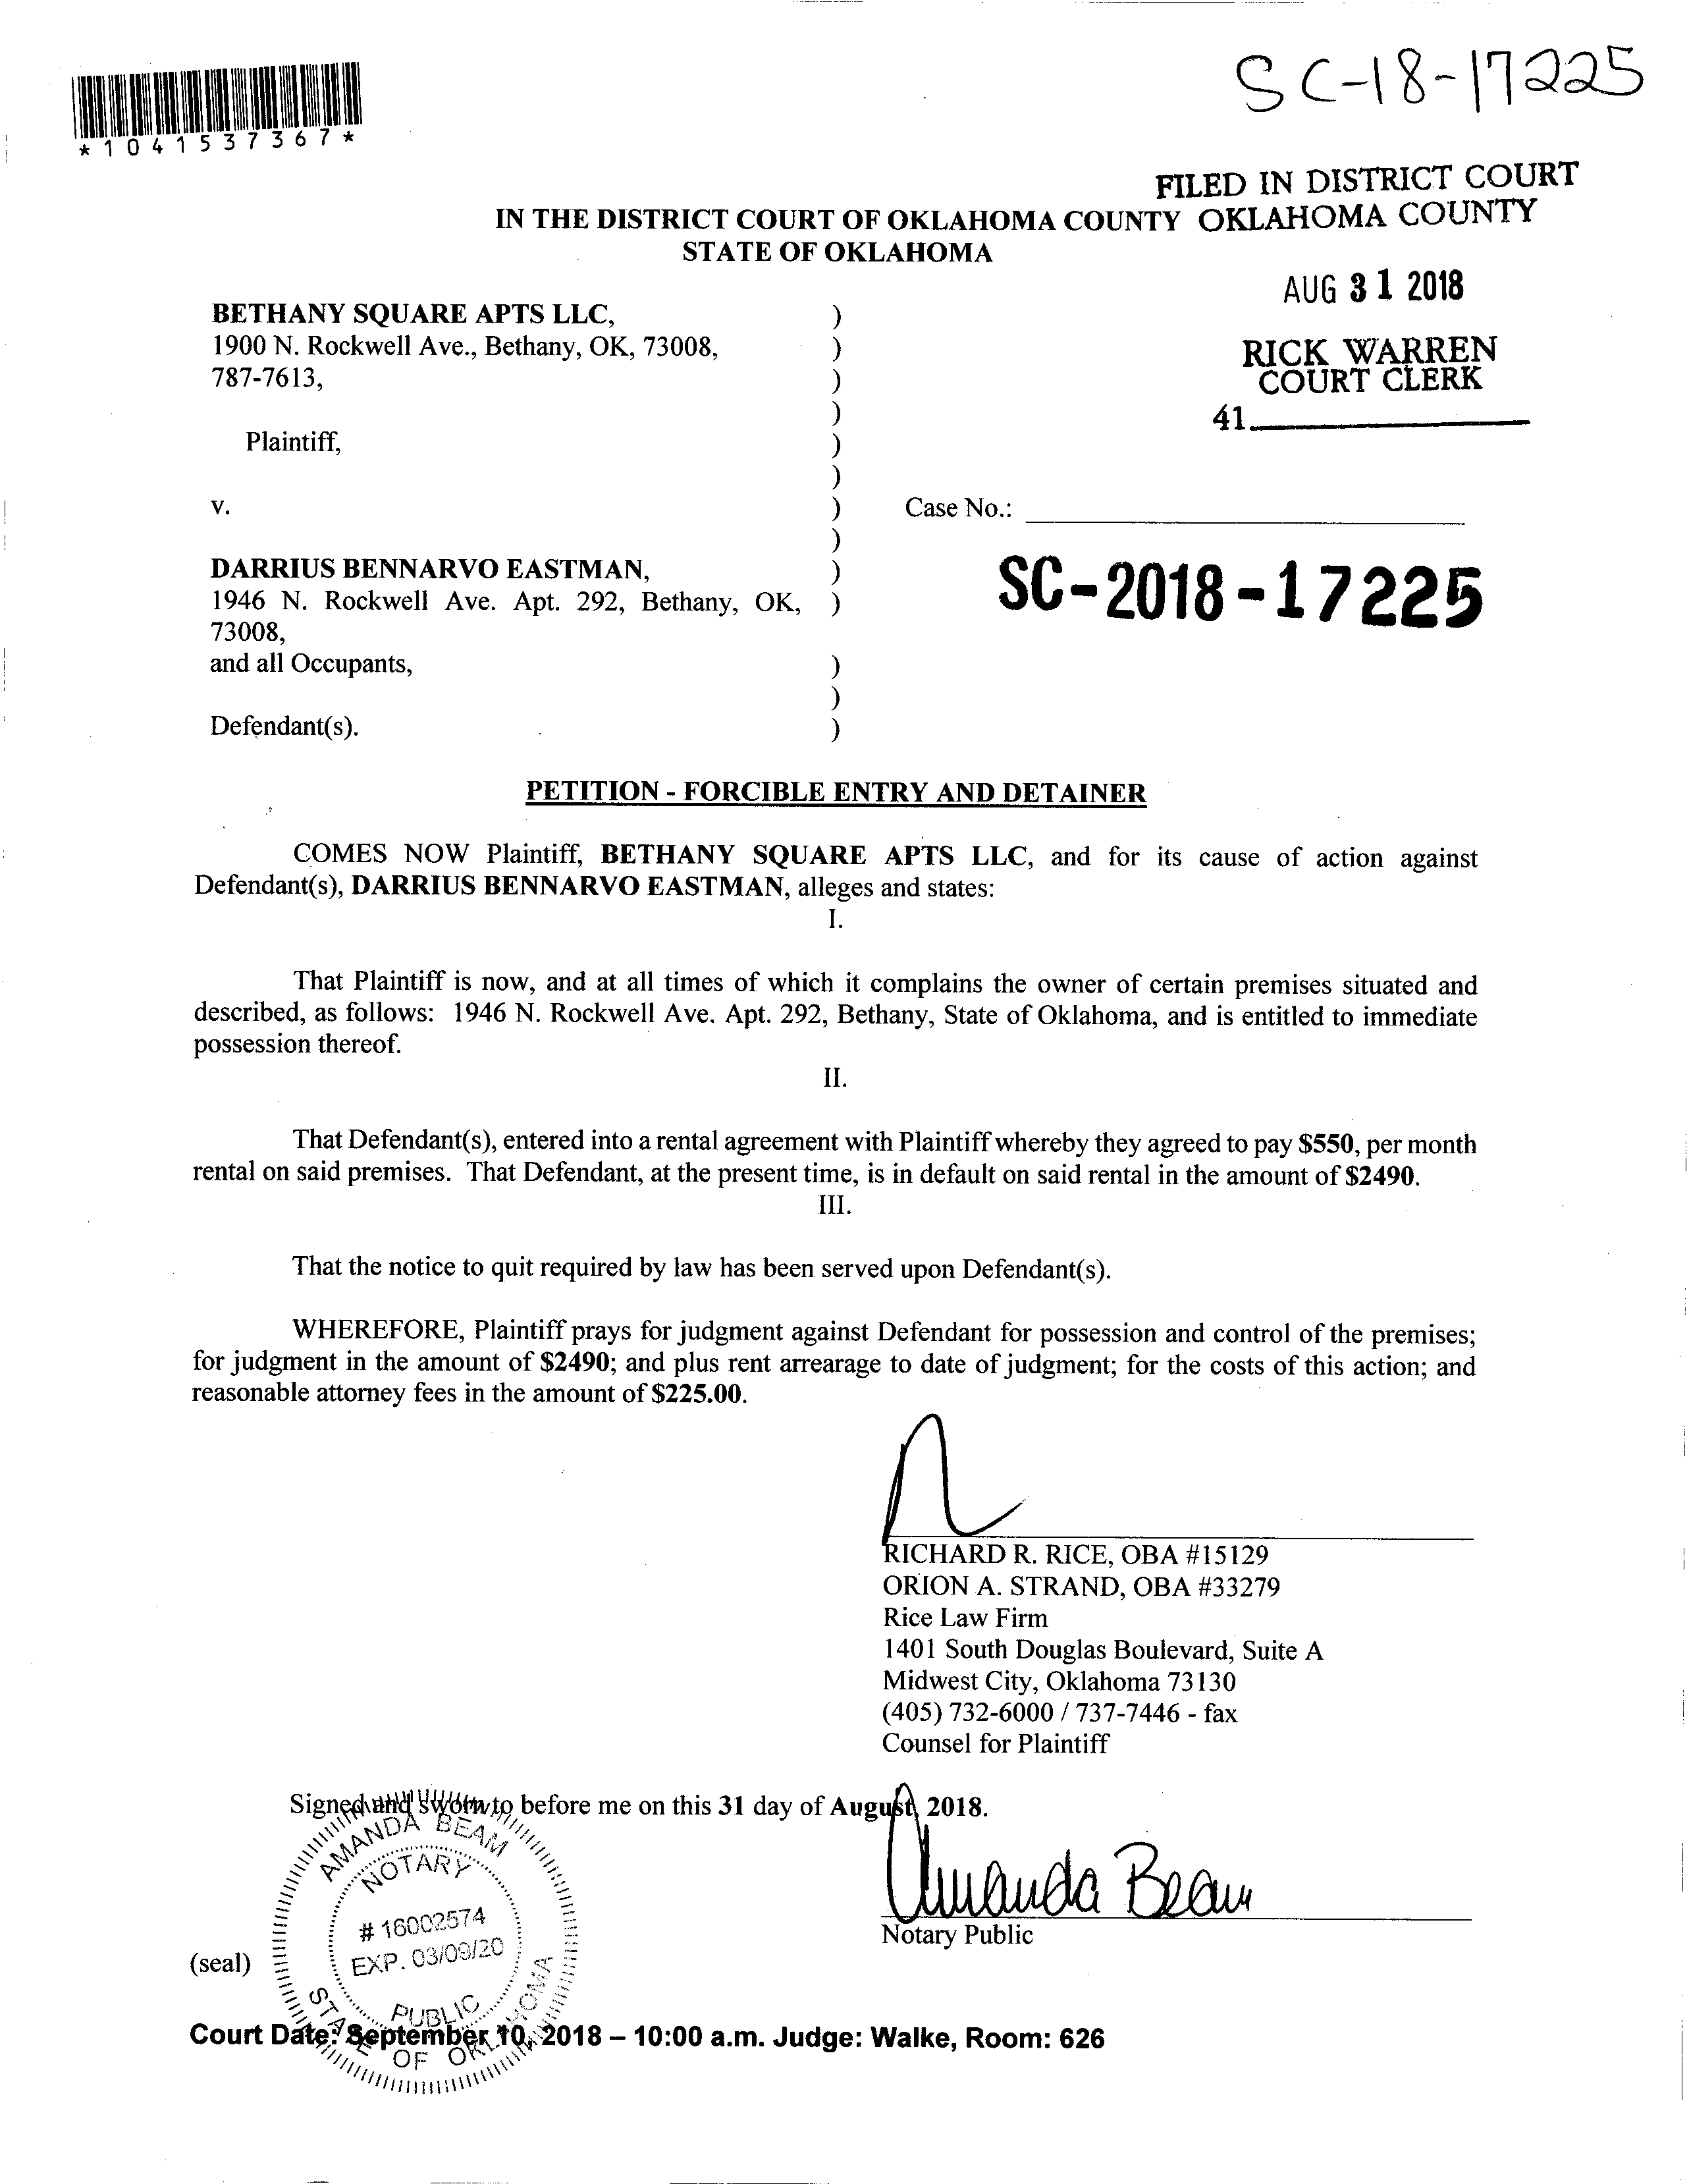 SC-18-17225
*1041537367*
FILED IN DISTRICT COURT
OKLAHOMA COUNTY
IN THE DISTRICT COURT OF OKLAHOMA COUNTY
STATE OF OKLAHOMA
AUG 31 2018
RICK WARREN
COURT CLERK
41.
BETHANY SQUARE APTS LLC, )
1900 N. Rockwell Ave., Bethany, OK, 73008, )
787-7613, )
)
Plaintiff, )
)
v. ) Case No.:
)
DARRIUS BENNARVO EASTMAN, )
1946 N. Rockwell Ave. Apt. 292, Bethany, OK, )
73008,
and all Occupants, )
)
Defendant(s). )
SC-2018-17225
PETITION - FORCIBLE ENTRY AND DETAINER
COMES NOW Plaintiff, BETHANY SQUARE APTS LLC, and for its cause of action against
Defendant(s), DARRIUS BENNARVO EASTMAN, alleges and states:
I.
That Plaintiff is now, and at all times of which it complains the owner of certain premises situated and
described, as follows: 1946 N. Rockwell Ave. Apt. 292, Bethany, State of Oklahoma, and is entitled to immediate
possession thereof.
II.
That Defendant(s), entered into a rental agreement with Plaintiff whereby they agreed to pay $550, per month
rental on said premises. That Defendant, at the present time, is in default on said rental in the amount of $2490.
III.
That the notice to quit required by law has been served upon Defendant(s).
WHEREFORE, Plaintiff prays for judgment against Defendant for possession and control of the premises;
for judgment in the amount of $2490; and plus rent arrearage to date of judgment; for the costs of this action; and
reasonable attorney fees in the amount of $225.00.
RICHARD R. RICE, OBA #15129
ORION A. STRAND, OBA #33279
Rice Law Firm
1401 South Douglas Boulevard, Suite A
Midwest City, Oklahoma 73130
(405) 732-6000 / 737-7446 - fax
Counsel for Plaintiff
Signed and sworn to before me on this 31 day of August, 2018.
Amanda Beam
Notary Public
(seal)
AMANDA BEAM
NOTARY
# 16002574
EXP. 03/09/20
PUBLIC
STATE OF OKLAHOMA
Court Date: September 10, 2018 – 10:00 a.m. Judge: Walke, Room: 626